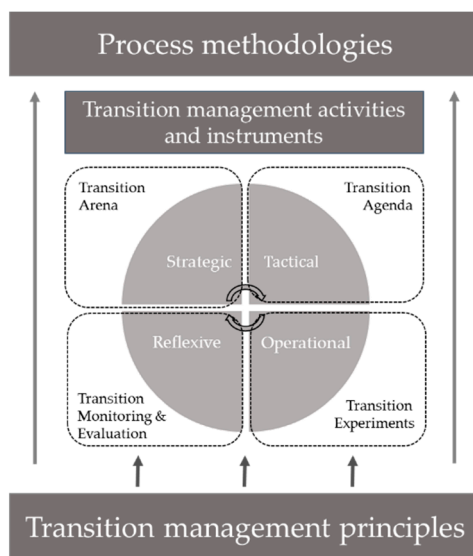 Process methodologies
Transition management activities
and instruments
Transition
Arena
Transition
Agenda
Strategic
Tactical
Reflexive
Operational
Transition
Monitoring &
Evaluation
Transition
Experiments
Transition management principles